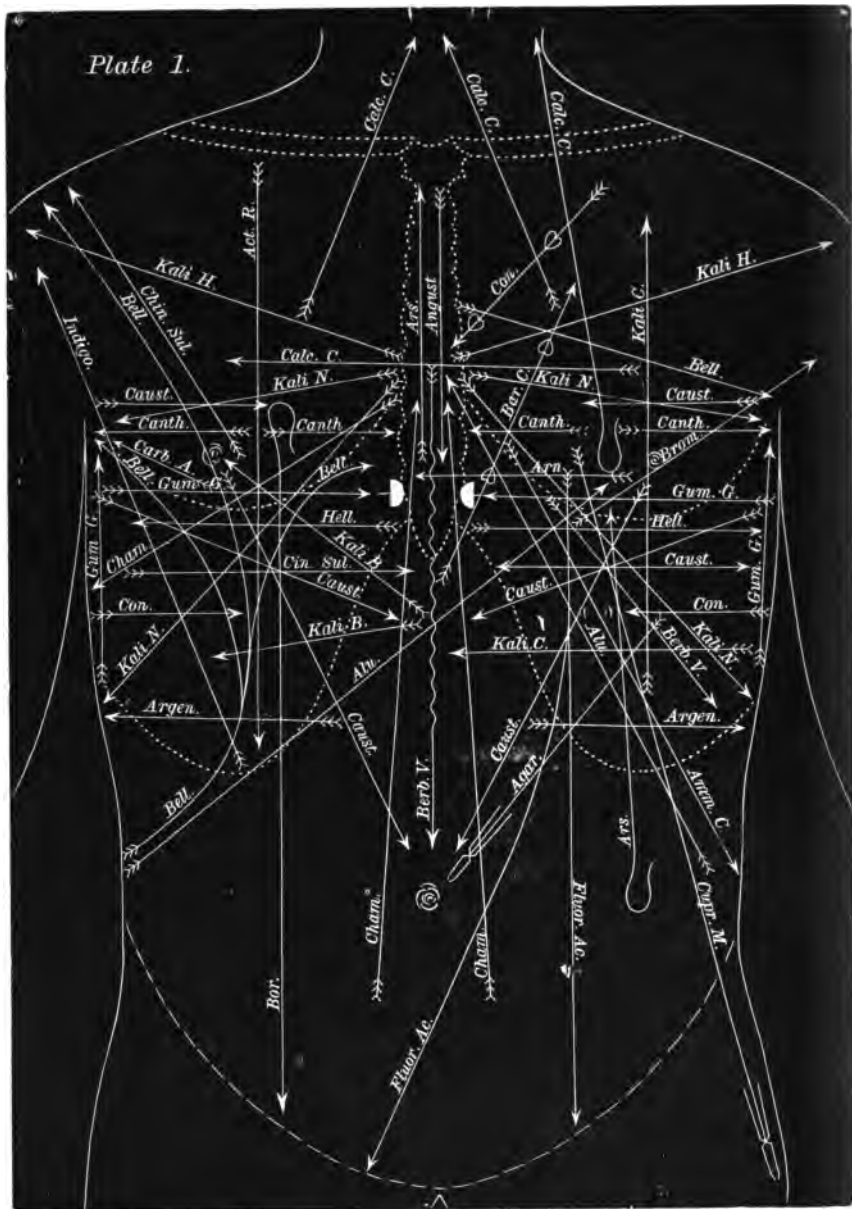 Plate 1.
Calc. C.
Calc. C.
Calc. C.
Act. R.
Kali H.
Chin. Sul.
Bell.
Indigo.
Ars.
Angust
Con.
Kali C.
Kali H.
Calc. C.
Kali N.
Bar. C.
Bell.
Kali N.
Caust.
Caust.
Canth.
Canth
Canth.
Canth.
Carb. A.
Bell.
Bell.
Arn.
Brom.
Gum. G.
Gum. G.
Gum. G.
Gum. G.
Hell.
Hell.
Cham.
Cin Sul.
Kali B.
Caust.
Caust.
Caust.
Con.
Con.
Kali B.
Kali N.
Kali C.
Alu.
Alu.
Berb. V.
Kali N.
Argen.
Argen.
Caust.
Caust.
Agar.
Bell.
Berb. V.
Amm. C.
Ars.
Cupr. M.
Cham.
Cham.
Fluor. Ac.
Bor.
Fluor. Ac.